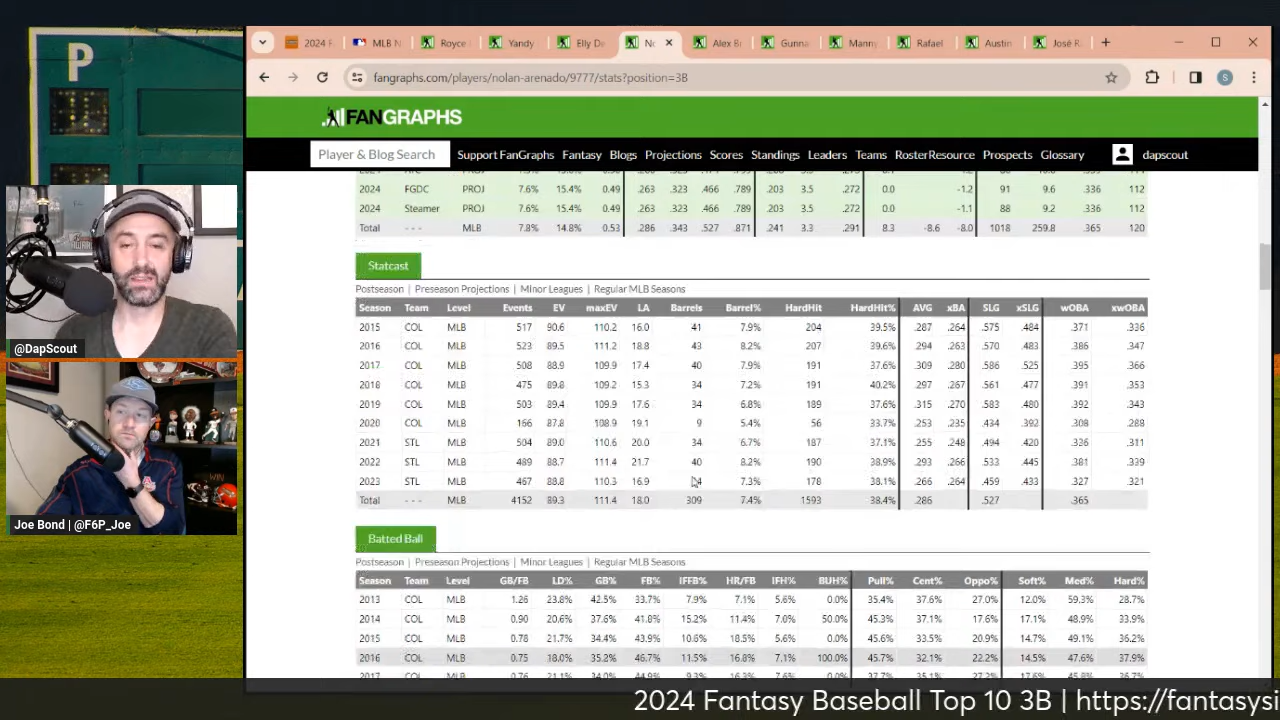 P
2024 F
MLB N
Royce
Yandy
Elly De
No
Alex Br
Gunna
Manny
Rafael
Austin
José R
fangraphs.com/players/nolan-arenado/9777/stats?position=3B
S
FANGRAPHS
Player & Blog Search Support FanGraphs Fantasy Blogs Projections Scores Standings Leaders Teams RosterResource Prospects Glossary dapscout
2024 FGDC PROJ 7.6% 15.4% 0.49 .263 .323 .466 .789 .203 3.5 .272 0.0 -1.2 91 9.6 .336 112
2024 Steamer PROJ 7.6% 15.4% 0.49 .263 .323 .466 .789 .203 3.5 .272 0.0 -1.1 88 9.2 .336 112
Total - - - MLB 7.8% 14.8% 0.53 .286 .343 .527 .871 .241 3.3 .291 8.3 -8.6 -8.0 1018 259.8 .365 120
Statcast
Postseason | Preseason Projections | Minor Leagues | Regular MLB Seasons
Season Team Level Events EV maxEV LA Barrels Barrel% HardHit HardHit% AVG xBA SLG xSLG wOBA xwOBA
2015 COL MLB 517 90.6 110.2 16.0 41 7.9% 204 39.5% .287 .264 .575 .484 .371 .336
2016 COL MLB 523 89.5 111.2 18.8 43 8.2% 207 39.6% .294 .263 .570 .483 .386 .347
2017 COL MLB 508 88.9 109.9 17.4 40 7.9% 191 37.6% .309 .280 .586 .525 .395 .366
2018 COL MLB 475 89.8 109.2 15.3 34 7.2% 191 40.2% .297 .267 .561 .477 .391 .353
2019 COL MLB 503 89.4 109.9 17.6 34 6.8% 189 37.6% .315 .270 .583 .480 .392 .343
2020 COL MLB 166 87.8 108.9 19.1 9 5.4% 56 33.7% .253 .235 .434 .392 .308 .288
2021 STL MLB 504 89.0 110.6 20.0 34 6.7% 187 37.1% .255 .248 .494 .420 .336 .311
2022 STL MLB 489 88.7 111.4 21.7 40 8.2% 190 38.9% .293 .266 .533 .445 .381 .339
2023 STL MLB 467 88.8 110.3 16.9 4 7.3% 178 38.1% .266 .264 .459 .433 .327 .321
Total - - - MLB 4152 89.3 111.4 18.0 309 7.4% 1593 38.4% .286 .527 .365
Batted Ball
Postseason | Preseason Projections | Minor Leagues | Regular MLB Seasons
Season Team Level GB/FB LD% GB% FB% IFFB% HR/FB IFH% BUH% Pull% Cent% Oppo% Soft% Med% Hard%
2013 COL MLB 1.26 23.8% 42.5% 33.7% 7.9% 7.1% 5.6% 0.0% 35.4% 37.6% 27.0% 12.0% 59.3% 28.7%
2014 COL MLB 0.90 20.6% 37.6% 41.8% 15.2% 11.4% 7.0% 50.0% 45.3% 37.1% 17.6% 17.1% 48.9% 33.9%
2015 COL MLB 0.78 21.7% 34.4% 43.9% 10.6% 18.5% 5.6% 0.0% 45.6% 33.5% 20.9% 14.7% 49.1% 36.2%
2016 COL MLB 0.75 18.0% 35.2% 46.7% 11.5% 16.8% 7.1% 100.0% 45.7% 32.1% 22.2% 14.5% 47.6% 37.9%
@DapScout
Joe Bond | @F6P_Joe
2024 Fantasy Baseball Top 10 3B | https://fantasysi